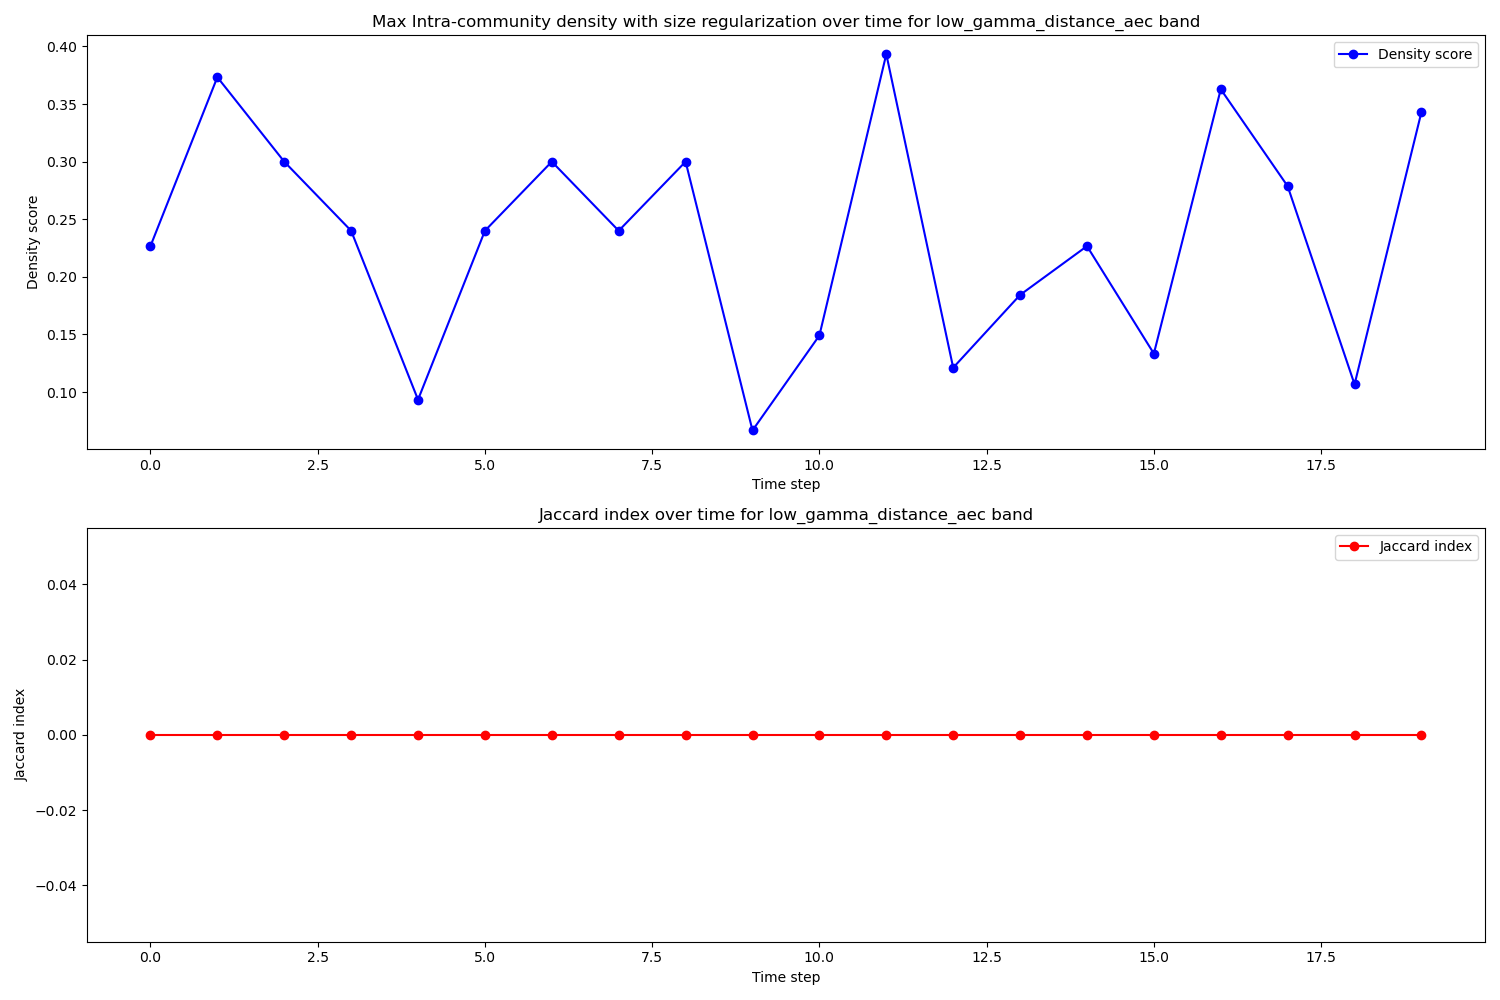 Max Intra-community density with size regularization over time for low_gamma_distance_aec band
Density score
0.40
0.35
0.30
0.25
0.20
0.15
0.10
Density score
0.0 2.5 5.0 7.5 10.0 12.5 15.0 17.5
Time step
Jaccard index over time for low_gamma_distance_aec band
Jaccard index
0.04
0.02
0.00
−0.02
−0.04
Jaccard index
0.0 2.5 5.0 7.5 10.0 12.5 15.0 17.5
Time step